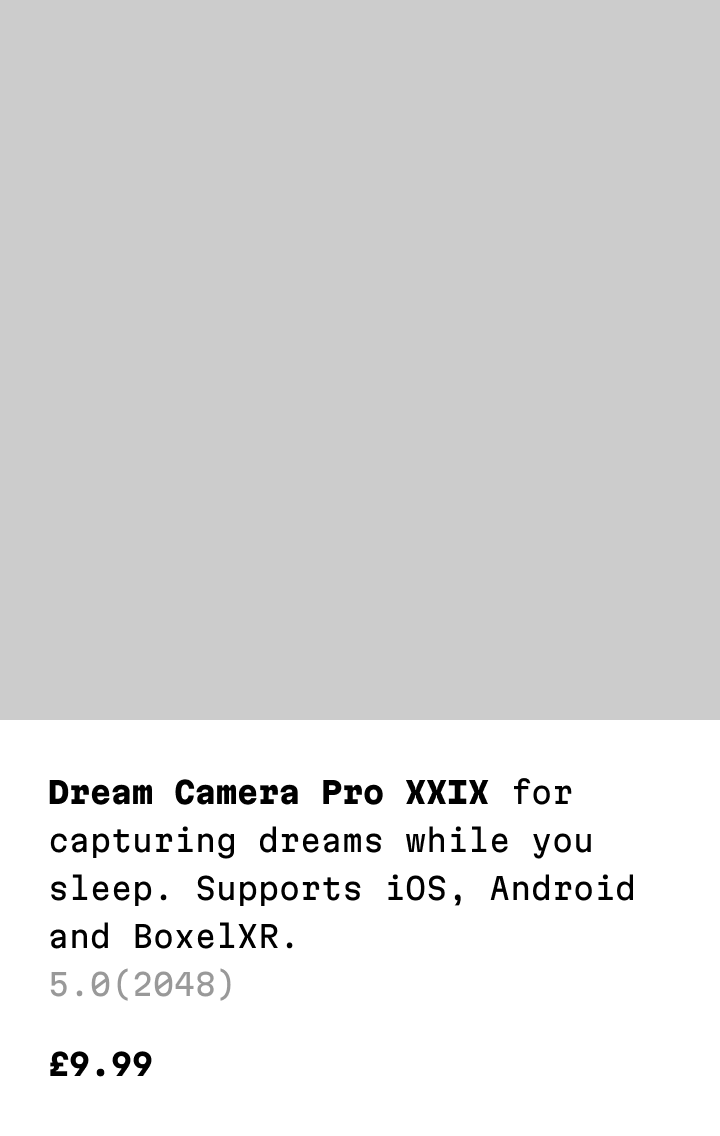 Dream Camera Pro XXIX for
capturing dreams while you
sleep. Supports iOS, Android
and BoxelXR.
5.0(2048)
£9.99